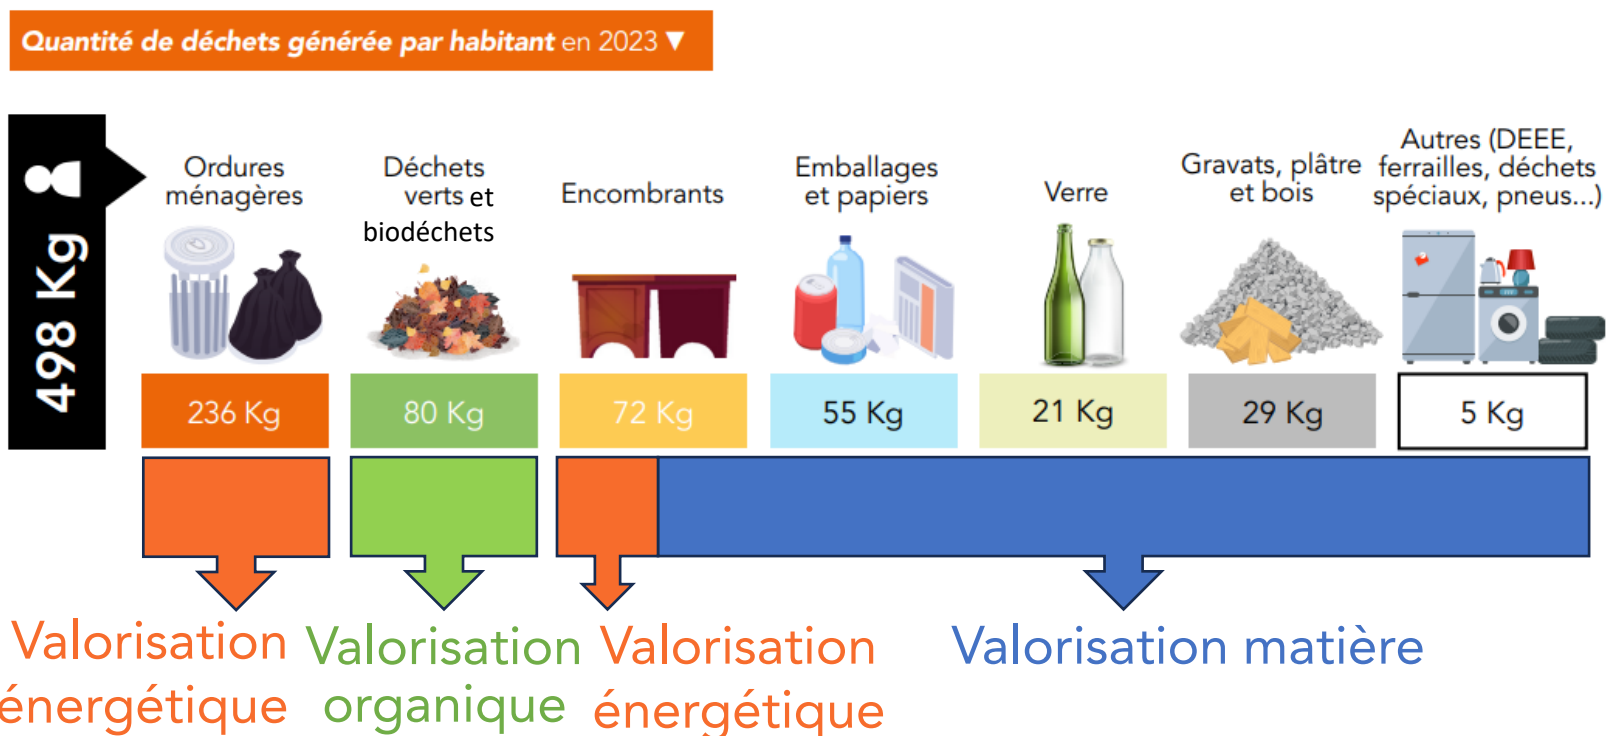 Quantité de déchets générée par habitant en 2023 ▼
498 Kg
Ordures
ménagères
236 Kg
Déchets
verts et
biodéchets
80 Kg
Encombrants
72 Kg
Emballages
et papiers
55 Kg
Verre
21 Kg
Gravats, plâtre
et bois
29 Kg
Autres (DEEE,
ferrailles, déchets
spéciaux, pneus...)
5 Kg
Valorisation
énergétique
Valorisation
organique
Valorisation
énergétique
Valorisation matière